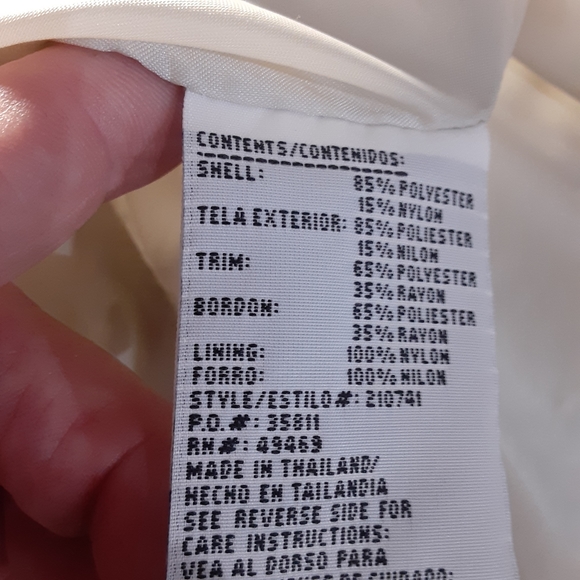 CONTENTS/CONTENIDOS:
SHELL: 85% POLYESTER
15% NYLON
TELA EXTERIOR: 85% POLIESTER
15% NILON
TRIM: 65% POLYESTER
35% RAYON
BORDON: 65% POLIESTER
35% RAYON
LINING: 100% NYLON
FORRO: 100% NILON
STYLE/ESTILO#: 210741
P.O.#: 35811
RN#: 49469
MADE IN THAILAND/
HECHO EN TAILANDIA
SEE REVERSE SIDE FOR
CARE INSTRUCTIONS:
VEA AL DORSO PARA